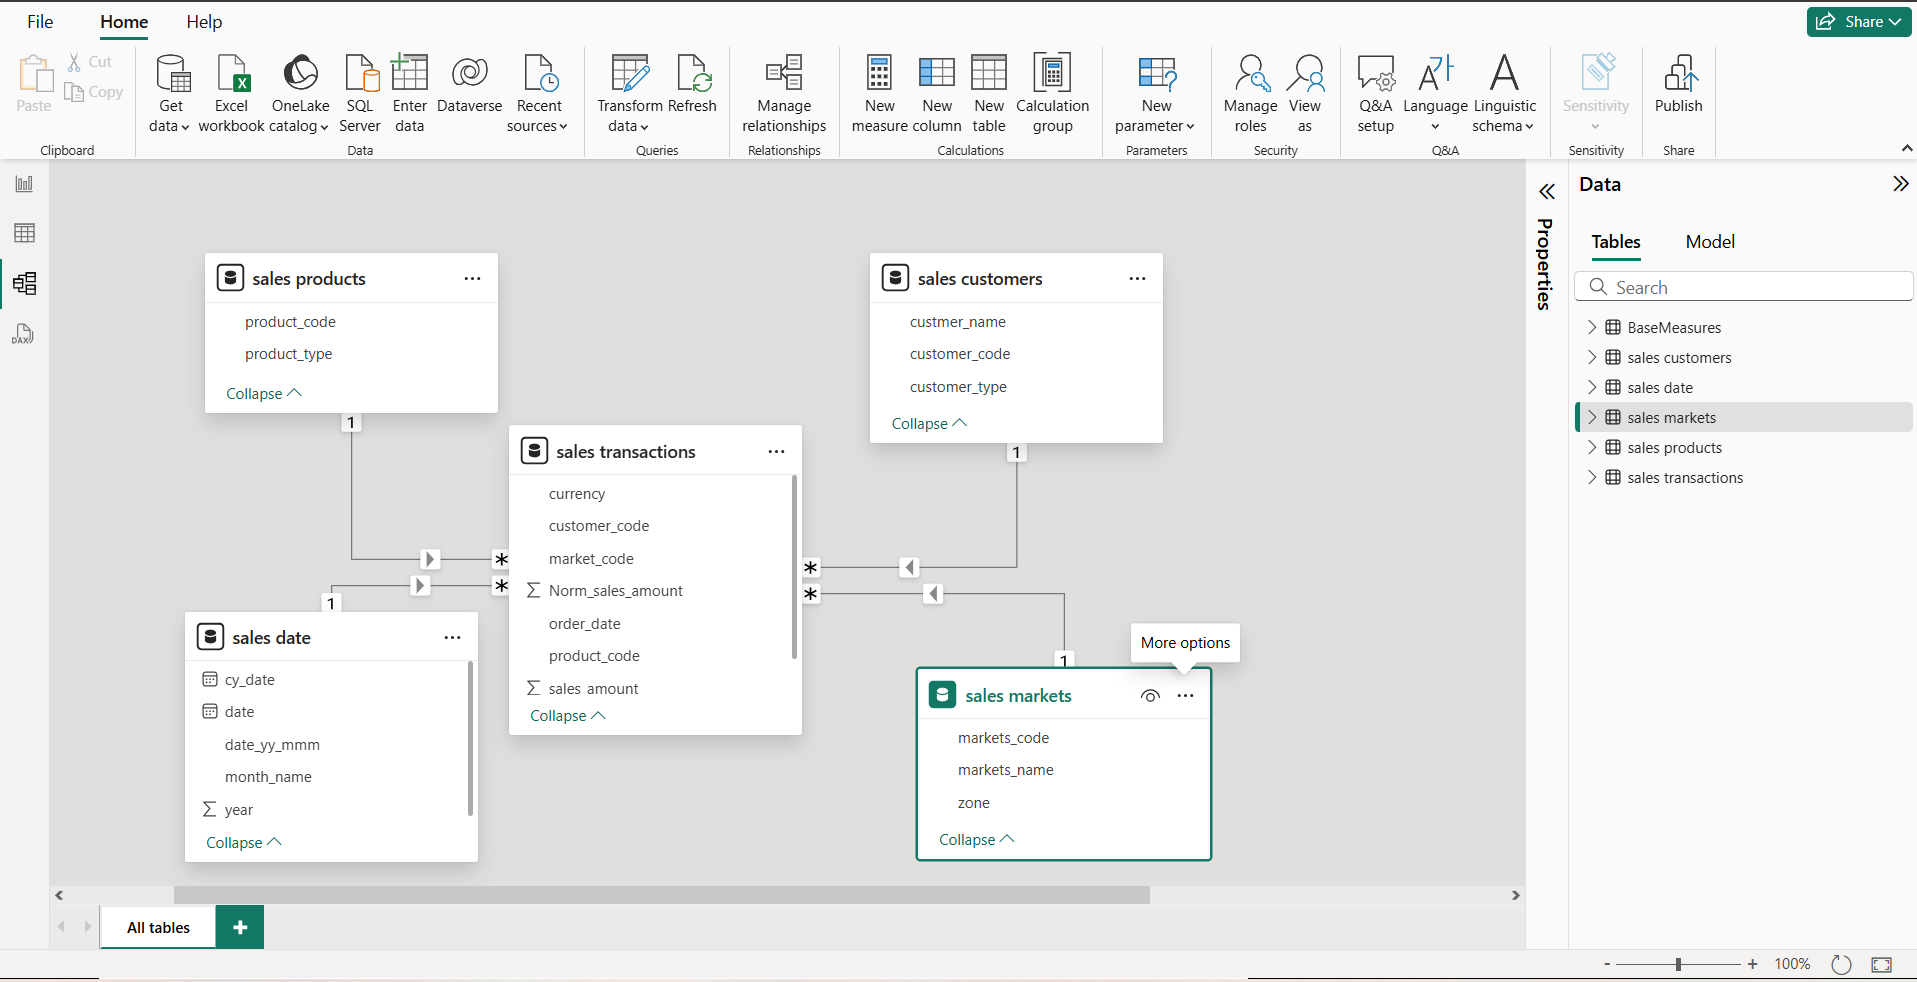 File
Home
Help
Share
Paste
Cut
Copy
Clipboard
Get
data
Excel
workbook
OneLake
catalog
SQL
Server
Enter
data
Dataverse
Recent
sources
Data
Transform
data
Refresh
Queries
Manage
relationships
Relationships
New
measure
New
column
New
table
Calculation
group
Calculations
New
parameter
Parameters
Manage
roles
View
as
Security
Q&A
setup
Language
Linguistic
schema
Q&A
Sensitivity
Sensitivity
Publish
Share
DAX
sales products
product_code
product_type
Collapse
1
sales customers
custmer_name
customer_code
customer_type
Collapse
1
sales transactions
currency
customer_code
market_code
Σ Norm_sales_amount
order_date
product_code
Σ sales amount
Collapse
*
*
*
*
1
sales date
cy_date
date
date_yy_mmm
month_name
Σ year
Collapse
More options
1
sales markets
markets_code
markets_name
zone
Collapse
Properties
Data
Tables
Model
Search
BaseMeasures
sales customers
sales date
sales markets
sales products
sales transactions
All tables
+
- + 100%